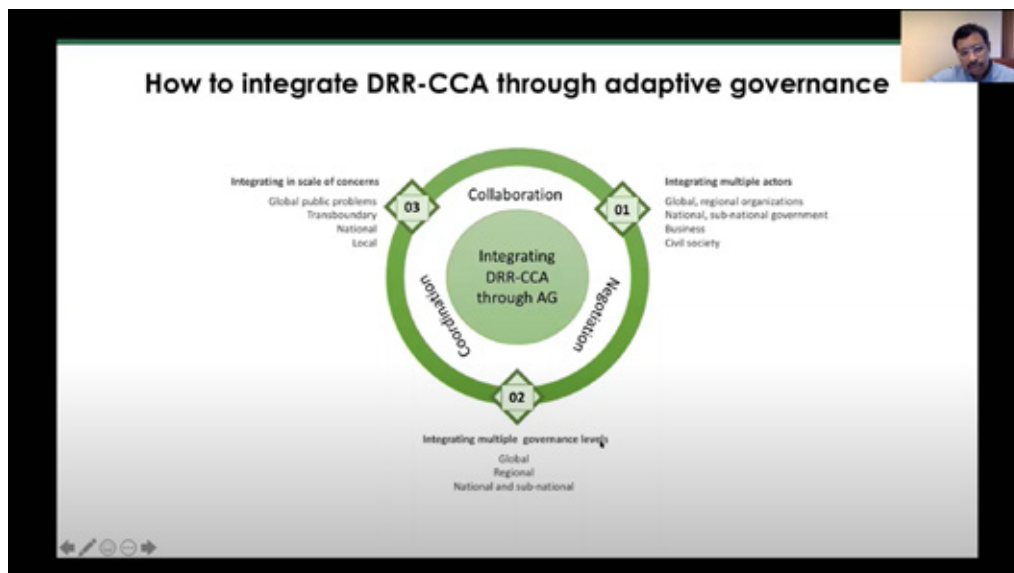 How to integrate DRR-CCA through adaptive governance
Integrating in scale of concerns
Global public problems
Transboundary
National
Local
03
Collaboration
01
Integrating multiple actors
Global, regional organizations
National, sub-national government
Business
Civil society
Integrating
DRR-CCA
through AG
Coordination
Negotiation
02
Integrating multiple governance levels
Global
Regional
National and sub-national